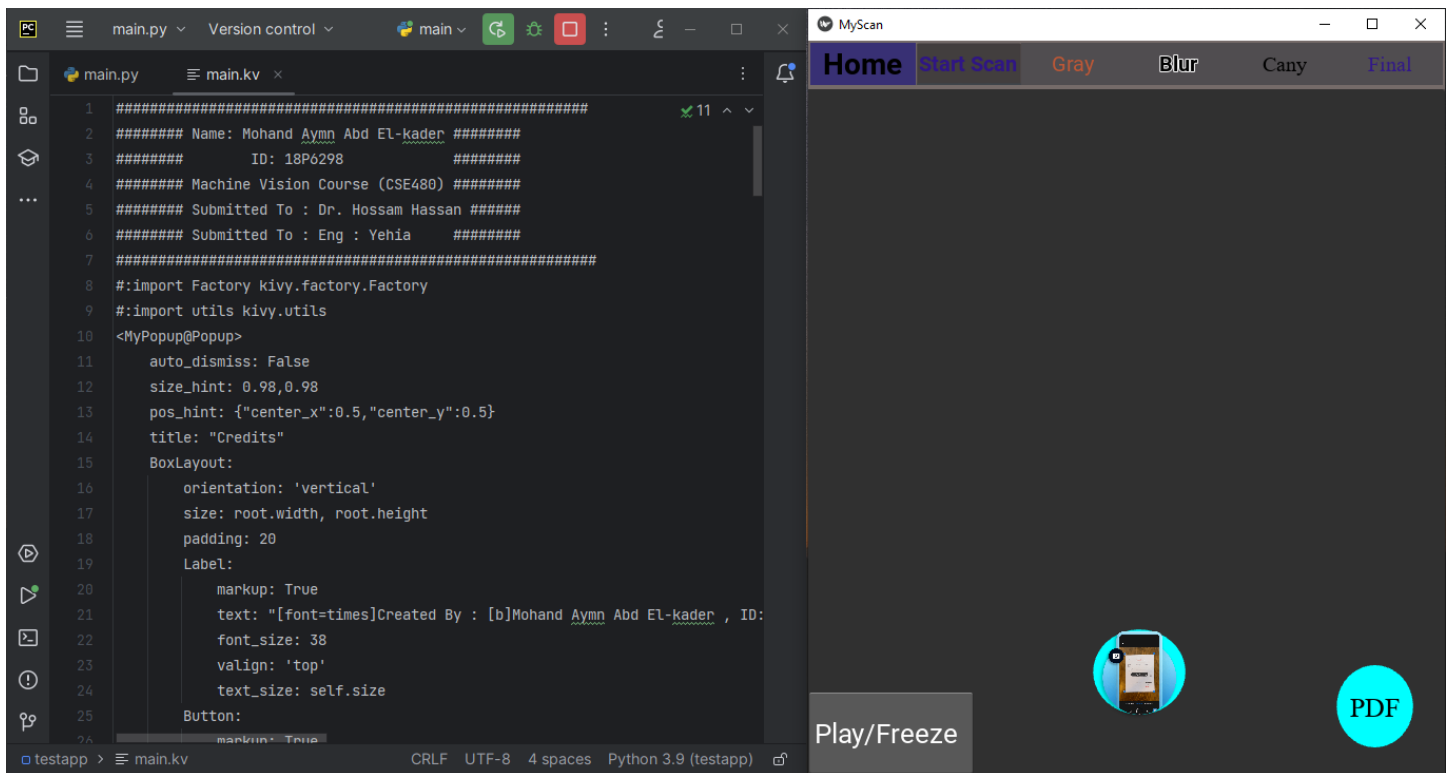 PC main.py Version control main
main.py main.kv
11
1 ########################################################
2 ######## Name: Mohand Aymn Abd El-kader ########
3 ######## ID: 18P6298 ########
4 ######## Machine Vision Course (CSE480) ########
5 ######## Submitted To : Dr. Hossam Hassan ######
6 ######## Submitted To : Eng : Yehia ########
7 #########################################################
8 #:import Factory kivy.factory.Factory
9 #:import utils kivy.utils
10 <MyPopup@Popup>
11 auto_dismiss: False
12 size_hint: 0.98,0.98
13 pos_hint: {"center_x":0.5,"center_y":0.5}
14 title: "Credits"
15 BoxLayout:
16 orientation: 'vertical'
17 size: root.width, root.height
18 padding: 20
19 Label:
20 markup: True
21 text: "[font=times]Created By : [b]Mohand Aymn Abd El-kader , ID:
22 font_size: 38
23 valign: 'top'
24 text_size: self.size
25 Button:
26 markup: True
testapp > main.kv CRLF UTF-8 4 spaces Python 3.9 (testapp)
MyScan
Home Start Scan Gray Blur Cany Final
Play/Freeze
PDF